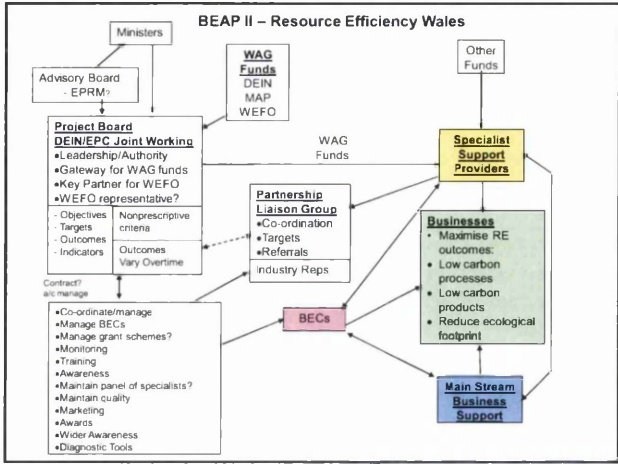 BEAP II – Resource Efficiency Wales
Ministers
Advisory Board
- EPRM?
WAG
Funds
DEIN
MAP
WEFO
Other
Funds
Project Board
DEIN/EPC Joint Working
•Leadership/Authority
•Gateway for WAG funds
•Key Partner for WEFO
•WEFO representative?
- Objectives
- Targets
- Outcomes
- Indicators
Nonprescriptive
criteria
Outcomes
Vary Overtime
WAG
Funds
Specialist
Support
Providers
Partnership
Liaison Group
•Co-ordination
•Targets
•Referrals
Industry Reps
Businesses
• Maximise RE
outcomes:
• Low carbon
processes
• Low carbon
products
• Reduce ecological
footprint
Contract?
a/c manage
•Co-ordinate/manage
•Manage BECs
•Manage grant schemes?
•Monitoring
•Training
•Awareness
•Maintain panel of specialists?
•Maintain quality
•Marketing
•Awards
•Wider Awareness
•Diagnostic Tools
BECs
Main Stream
Business
Support